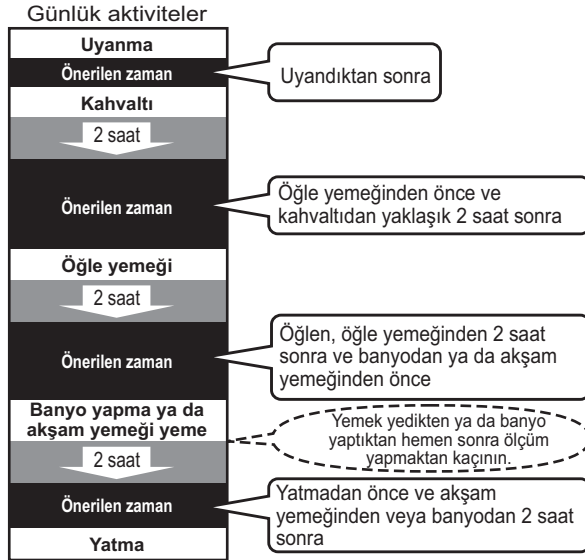 Günlük aktiviteler
Uyanma
Önerilen zaman
Uyandıktan sonra
Kahvaltı
2 saat
Önerilen zaman
Öğle yemeğinden önce ve
kahvaltıdan yaklaşık 2 saat sonra
Öğle yemeği
2 saat
Önerilen zaman
Öğlen, öğle yemeğinden 2 saat
sonra ve banyodan ya da akşam
yemeğinden önce
Banyo yapma ya da
akşam yemeği yeme
Yemek yedikten ya da banyo
yaptıktan hemen sonra ölçüm
yapmaktan kaçının.
2 saat
Önerilen zaman
Yatmadan önce ve akşam
yemeğinden veya banyodan 2 saat
sonra
Yatma